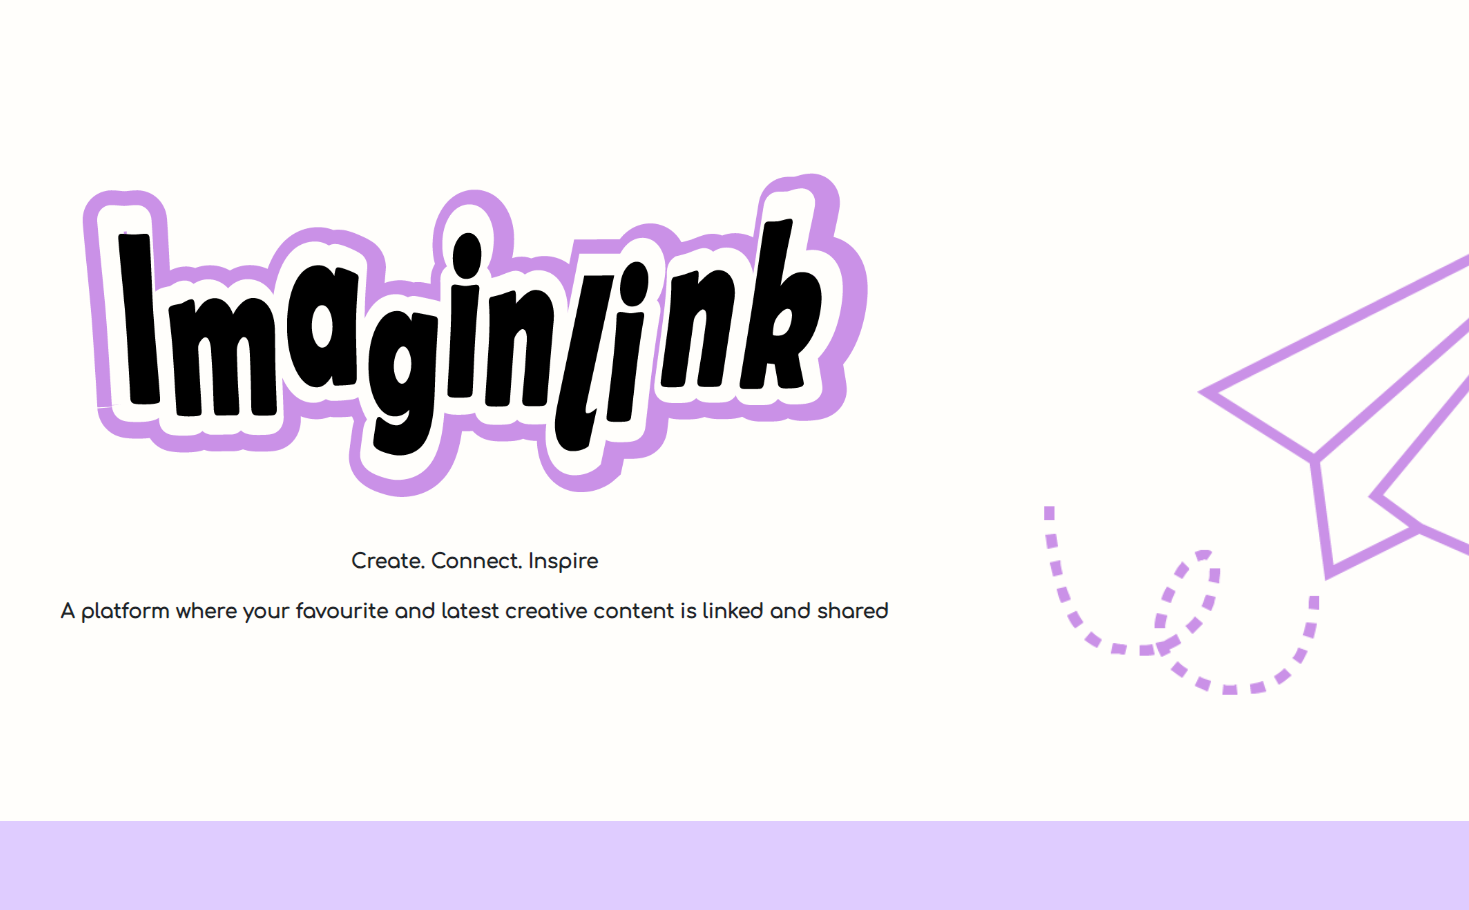 Imaginlink
Create. Connect. Inspire
A platform where your favourite and latest creative content is linked and shared